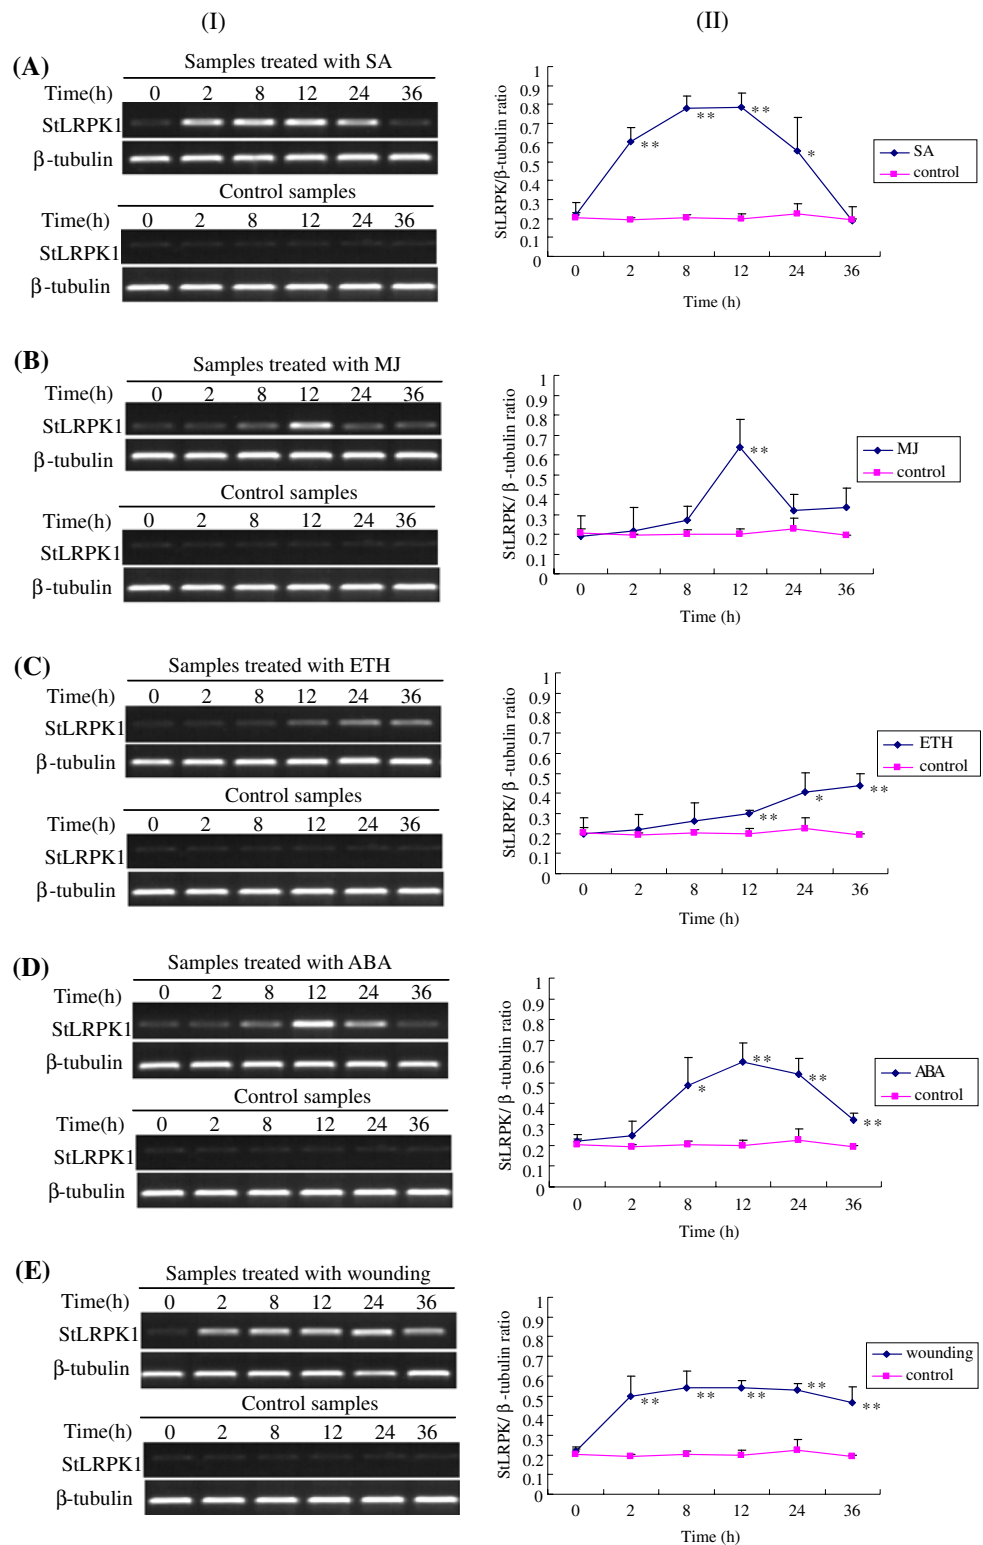 (I)
(II)
(A)
Samples treated with SA
Time(h) 0 2 8 12 24 36
StLRPK1
β-tubulin
Control samples
Time(h) 0 2 8 12 24 36
StLRPK1
β-tubulin
StLRPK/β-tubulin ratio
1
0.9
0.8
0.7
0.6
0.5
0.4
0.3
0.2
0.1
0
** ** ** *
0 2 8 12 24 36
Time (h)
SA
control
(B)
Samples treated with MJ
Time(h) 0 2 8 12 24 36
StLRPK1
β-tubulin
Control samples
Time(h) 0 2 8 12 24 36
StLRPK1
β-tubulin
StLRPK/ β -tubulin ratio
1
0.9
0.8
0.7
0.6
0.5
0.4
0.3
0.2
0.1
0
**
0 2 8 12 24 36
Time (h)
MJ
control
(C)
Samples treated with ETH
Time(h) 0 2 8 12 24 36
StLRPK1
β-tubulin
Control samples
Time(h) 0 2 8 12 24 36
StLRPK1
β-tubulin
StLRPK/ β -tubulin ratio
1
0.9
0.8
0.7
0.6
0.5
0.4
0.3
0.2
0.1
0
** * **
0 2 8 12 24 36
Time (h)
ETH
control
(D)
Samples treated with ABA
Time(h) 0 2 8 12 24 36
StLRPK1
β-tubulin
Control samples
Time(h) 0 2 8 12 24 36
StLRPK1
β-tubulin
StLRPK/ β -tubulin ratio
1
0.9
0.8
0.7
0.6
0.5
0.4
0.3
0.2
0.1
0
* ** ** **
0 2 8 12 24 36
Time (h)
ABA
control
(E)
Samples treated with wounding
Time(h) 0 2 8 12 24 36
StLRPK1
β-tubulin
Control samples
Time(h) 0 2 8 12 24 36
StLRPK1
β-tubulin
StLRPK/ β -tubulin ratio
1
0.9
0.8
0.7
0.6
0.5
0.4
0.3
0.2
0.1
0
** ** ** ** **
0 2 8 12 24 36
Time (h)
wounding
control